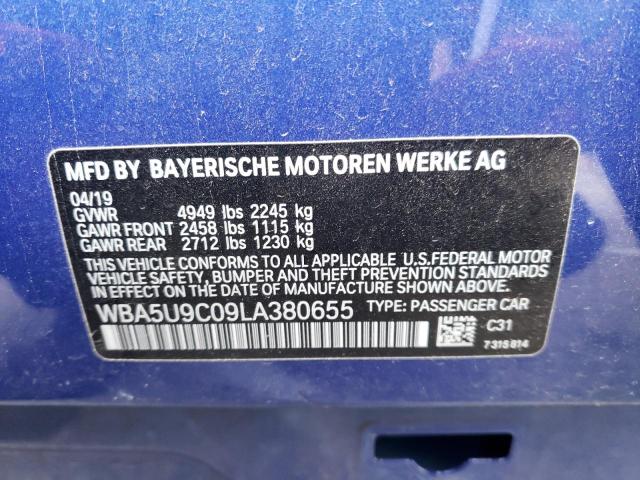 MFD BY BAYERISCHE MOTOREN WERKE AG
04/19
GVWR 4949 lbs 2245 kg
GAWR FRONT 2458 lbs 1115 kg
GAWR REAR 2712 lbs 1230 kg
THIS VEHICLE CONFORMS TO ALL APPLICABLE U.S.FEDERAL MOTOR
VEHICLE SAFETY, BUMPER AND THEFT PREVENTION STANDARDS
IN EFFECT ON THE DATE OF MANUFACTURE SHOWN ABOVE.
WBA5U9C09LA380655 TYPE: PASSENGER CAR
C31
7315814